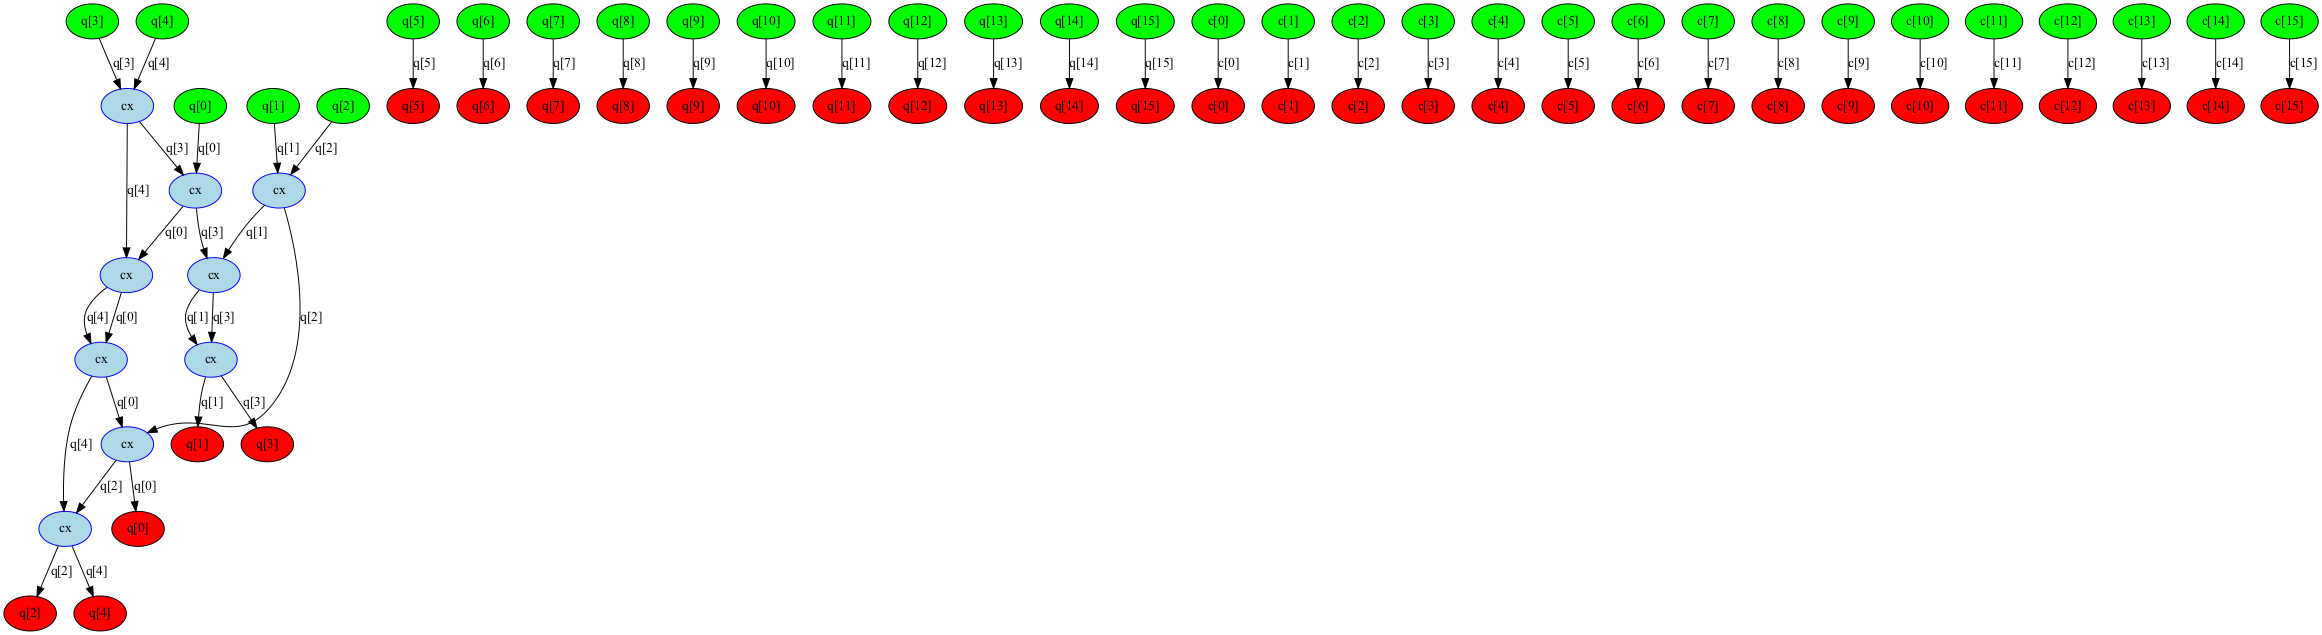 q[3] q[4] q[5] q[6] q[7] q[8] q[9] q[10] q[11] q[12] q[13] q[14] q[15] c[0] c[1] c[2] c[3] c[4] c[5] c[6] c[7] c[8] c[9] c[10] c[11] c[12] c[13] c[14] c[15]
q[3] q[4] q[5] q[6] q[7] q[8] q[9] q[10] q[11] q[12] q[13] q[14] q[15] c[0] c[1] c[2] c[3] c[4] c[5] c[6] c[7] c[8] c[9] c[10] c[11] c[12] c[13] c[14] c[15]
cx q[0] q[1] q[2] q[5] q[6] q[7] q[8] q[9] q[10] q[11] q[12] q[13] q[14] q[15] c[0] c[1] c[2] c[3] c[4] c[5] c[6] c[7] c[8] c[9] c[10] c[11] c[12] c[13] c[14] c[15]
q[3] q[0] q[1] q[2]
q[4] cx cx
q[0] q[3] q[1]
cx cx
q[4] q[0] q[1] q[3] q[2]
cx cx
q[0] q[1] q[3]
q[4] cx q[1] q[3]
q[2] q[0]
cx q[0]
q[2] q[4]
q[2] q[4]